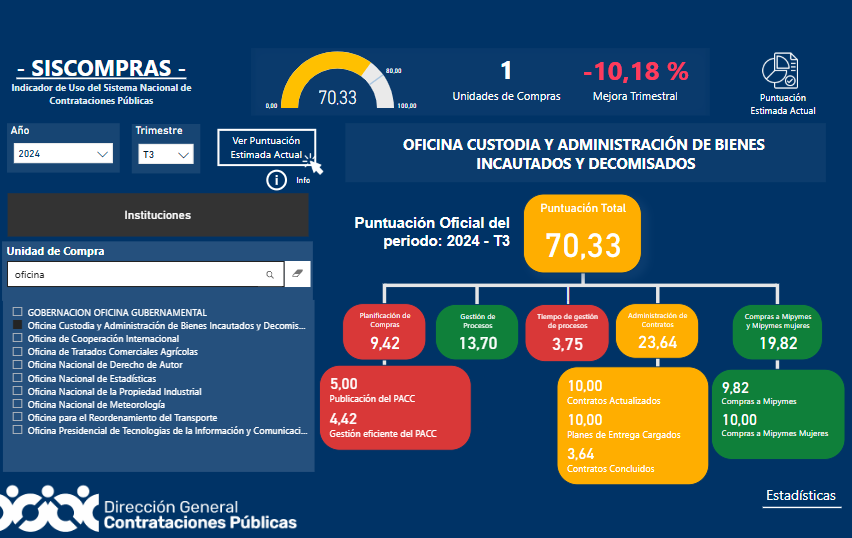 - SISCOMPRAS -
Indicador de Uso del Sistema Nacional de
Contrataciones Públicas
0,00
70,33
80,00
100,00
1
Unidades de Compras
-10,18 %
Mejora Trimestral
Puntuación
Estimada Actual
Año
2024
Trimestre
T3
Ver Puntuación
Estimada Actual
i
Info
OFICINA CUSTODIA Y ADMINISTRACIÓN DE BIENES
INCAUTADOS Y DECOMISADOS
Instituciones
Unidad de Compra
oficina
GOBERNACION OFICINA GUBERNAMENTAL
Oficina Custodia y Administración de Bienes Incautados y Decomis...
Oficina de Cooperación Internacional
Oficina de Tratados Comerciales Agrícolas
Oficina Nacional de Derecho de Autor
Oficina Nacional de Estadísticas
Oficina Nacional de la Propiedad Industrial
Oficina Nacional de Meteorología
Oficina para el Reordenamiento del Transporte
Oficina Presidencial de Tecnologías de la Información y Comunicaci...
Puntuación Oficial del
periodo: 2024 - T3
Puntuación Total
70,33
Planificación de
Compras
9,42
Gestión de
Procesos
13,70
Tiempo de gestión
de procesos
3,75
Administración de
Contratos
23,64
Compras a Mipymes
y Mipymes mujeres
19,82
5,00
Publicación del PACC
4,42
Gestión eficiente del PACC
10,00
Contratos Actualizados
10,00
Planes de Entrega Cargados
3,64
Contratos Concluidos
9,82
Compras a Mipymes
10,00
Compras a Mipymes Mujeres
Estadísticas
Dirección General
Contrataciones Públicas